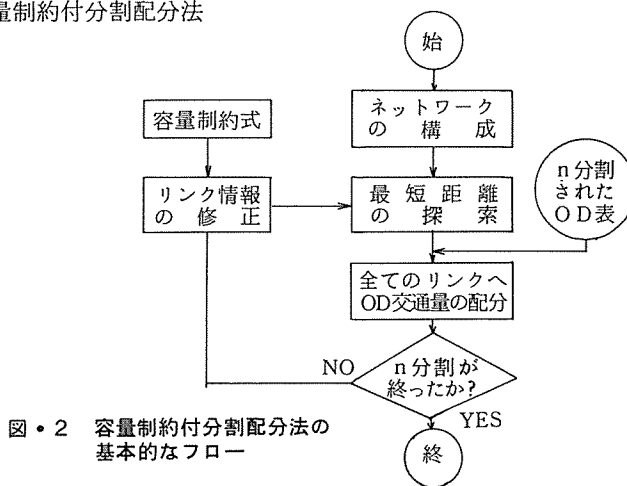 量制約付分割配分法
始
ネットワーク
の構成
容量制約式
リンク情報
の修正
最短距離
の探索
n分割
された
OD表
全てのリンクへ
OD交通量の配分
n分割が
終ったか?
NO
YES
終
図・2 容量制約付分割配分法の
基本的なフロー